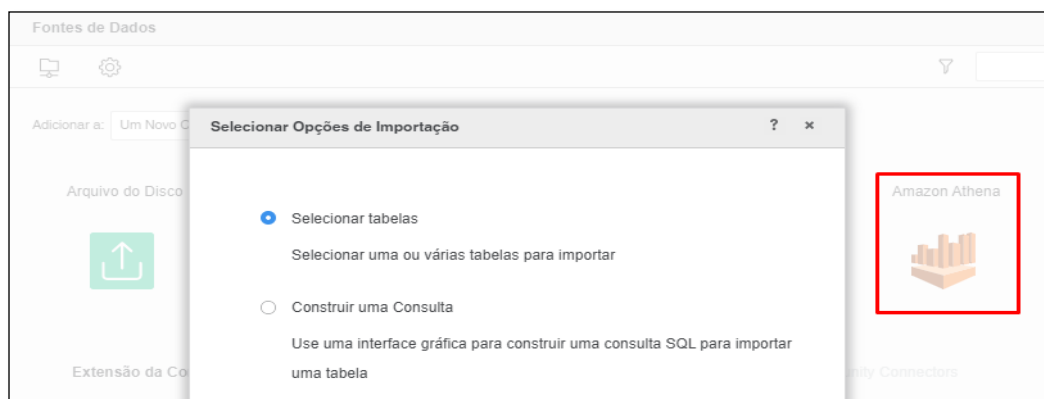 Fontes de Dados
Adicionar a: Um Novo C
Selecionar Opções de Importação ? ×
Arquivo do Disco
Amazon Athena
Selecionar tabelas
Selecionar uma ou várias tabelas para importar
Construir uma Consulta
Use uma interface gráfica para construir uma consulta SQL para importar
uma tabela
Extensão da Co
nity Connectors